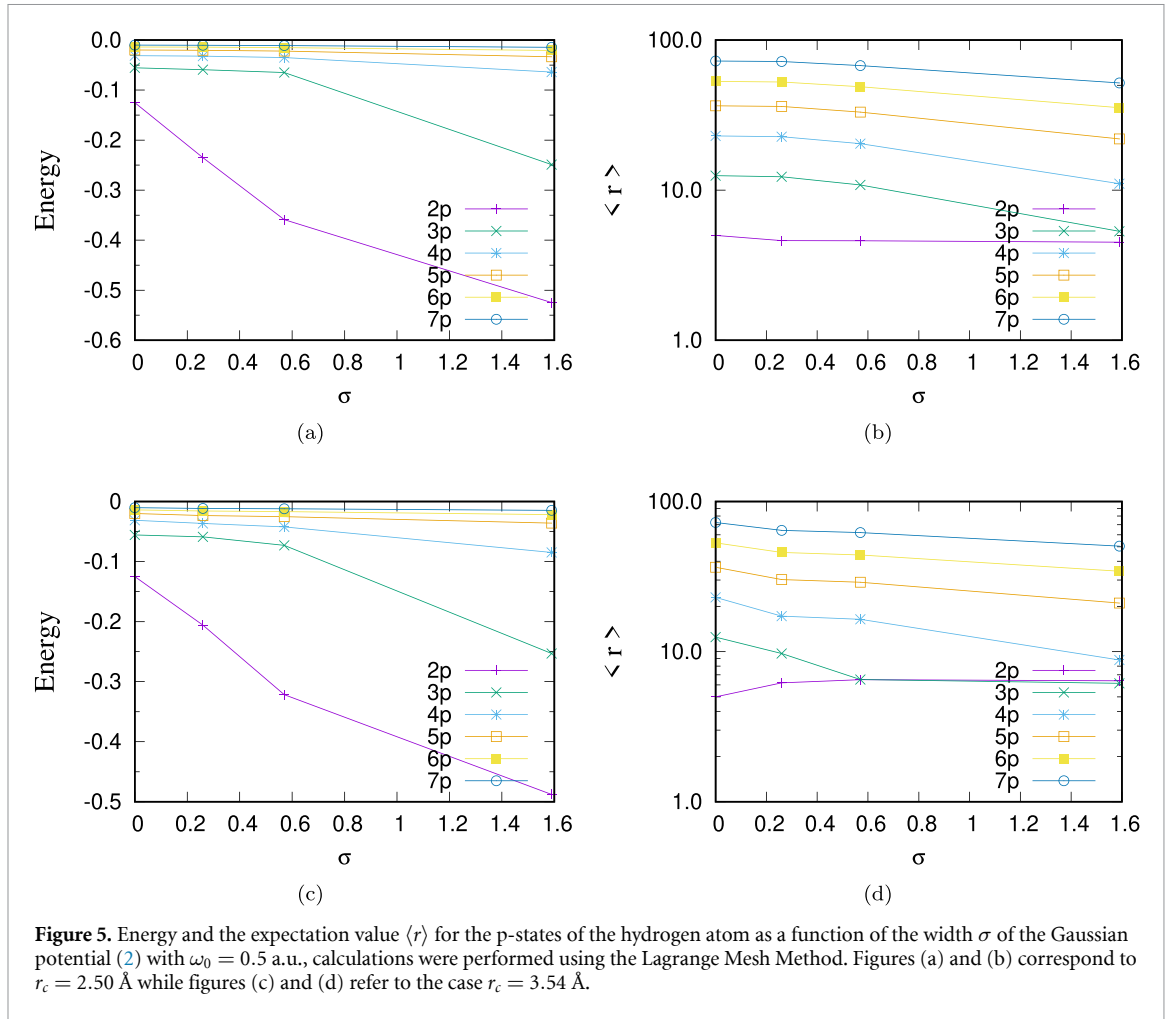 0.0
-0.1
-0.2
-0.3
-0.4
-0.5
-0.6
Energy
2p
3p
4p
5p
6p
7p
0 0.2 0.4 0.6 0.8 1 1.2 1.4 1.6
σ
(a)
100.0
10.0
1.0
< r >
2p
3p
4p
5p
6p
7p
0 0.2 0.4 0.6 0.8 1 1.2 1.4 1.6
σ
(b)
0
-0.1
-0.2
-0.3
-0.4
-0.5
Energy
2p
3p
4p
5p
6p
7p
0 0.2 0.4 0.6 0.8 1 1.2 1.4 1.6
σ
(c)
100.0
10.0
1.0
< r >
2p
3p
4p
5p
6p
7p
0 0.2 0.4 0.6 0.8 1 1.2 1.4 1.6
σ
(d)
Figure 5. Energy and the expectation value ⟨r⟩ for the p-states of the hydrogen atom as a function of the width σ of the Gaussian
potential (2) with ω₀ = 0.5 a.u., calculations were performed using the Lagrange Mesh Method. Figures (a) and (b) correspond to
r_c = 2.50 Å while figures (c) and (d) refer to the case r_c = 3.54 Å.